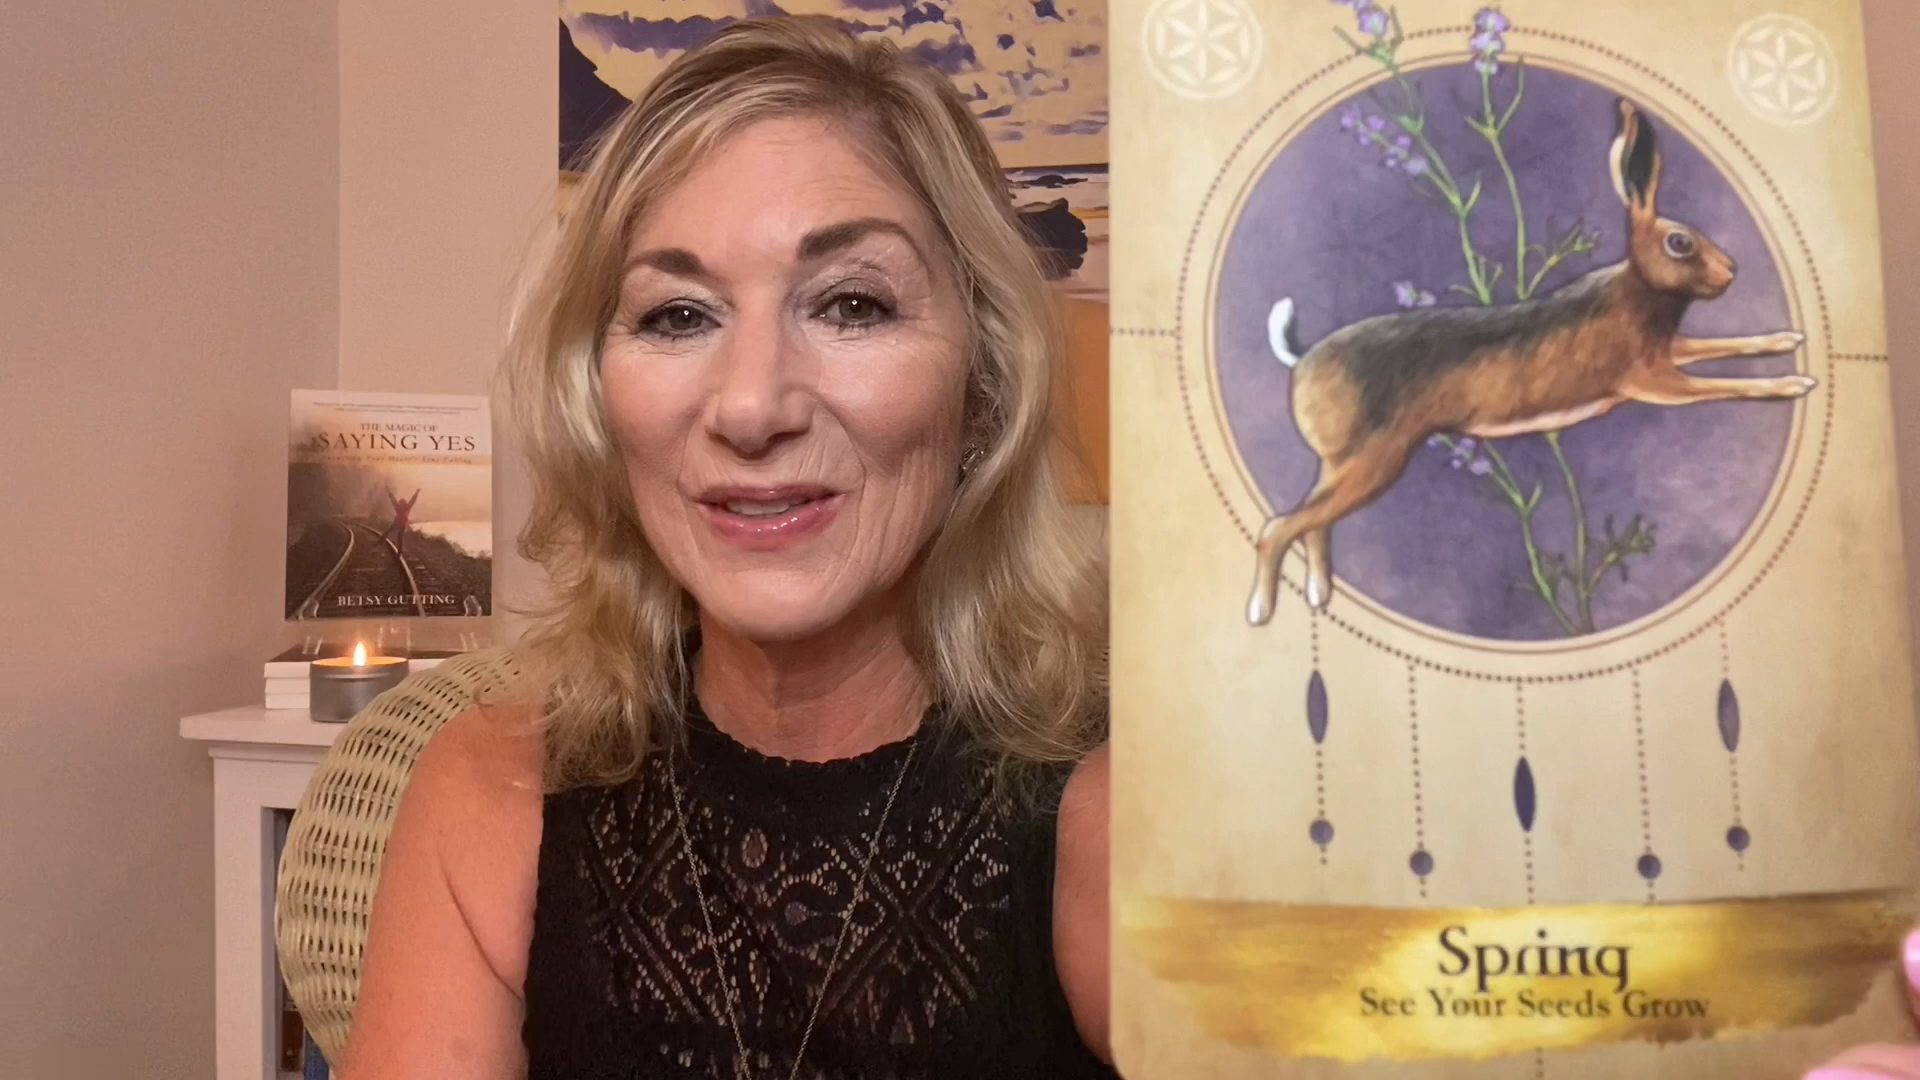 THE MAGIC OF
SAYING YES
BETSY GUTTING
Spring
See Your Seeds Grow